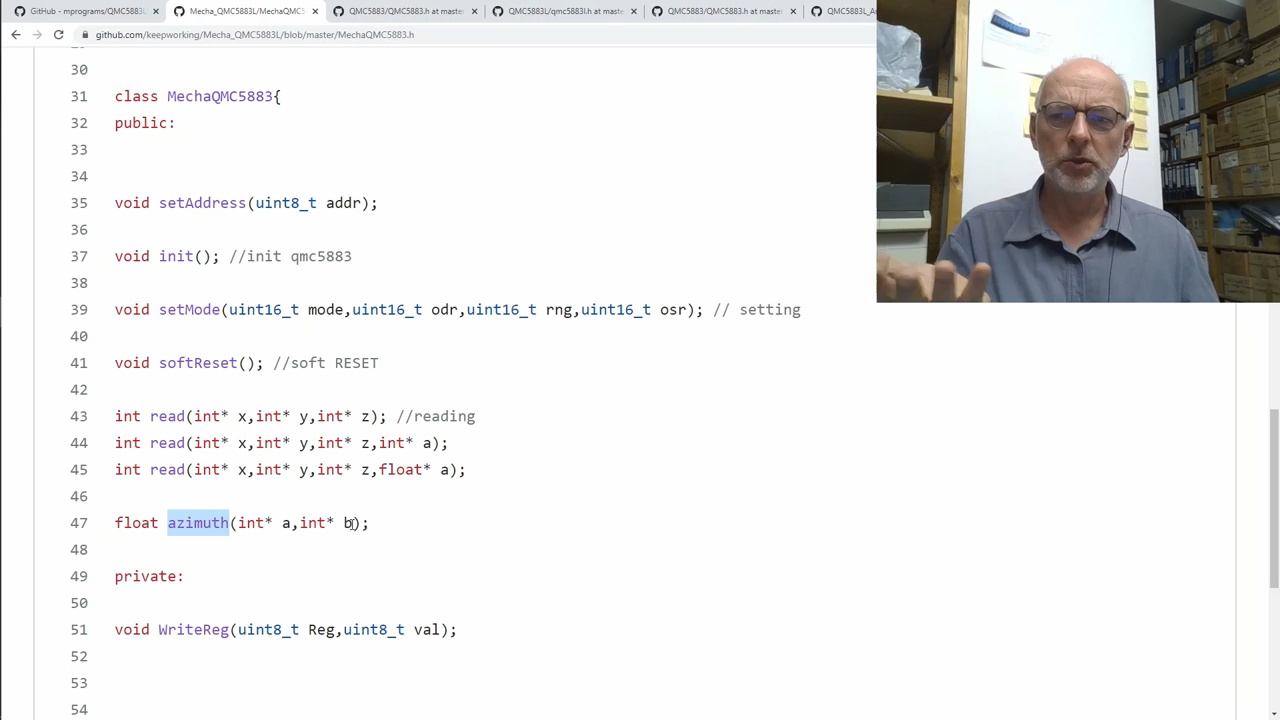 GitHub - mprograms/QMC5883L
Mecha_QMC5883L/MechaQMC5
QMC5883/QMC5883.h at master
QMC5883L/qmc5883l.h at mast
QMC5883/QMC5883.h at master
QMC5883L_A
github.com/keepworking/Mecha_QMC5883L/blob/master/MechaQMC5883.h
30
31 class MechaQMC5883{
32 public:
33
34
35 void setAddress(uint8_t addr);
36
37 void init(); //init qmc5883
38
39 void setMode(uint16_t mode,uint16_t odr,uint16_t rng,uint16_t osr); // setting
40
41 void softReset(); //soft RESET
42
43 int read(int* x,int* y,int* z); //reading
44 int read(int* x,int* y,int* z,int* a);
45 int read(int* x,int* y,int* z,float* a);
46
47 float azimuth(int* a,int* b);
48
49 private:
50
51 void WriteReg(uint8_t Reg,uint8_t val);
52
53
54